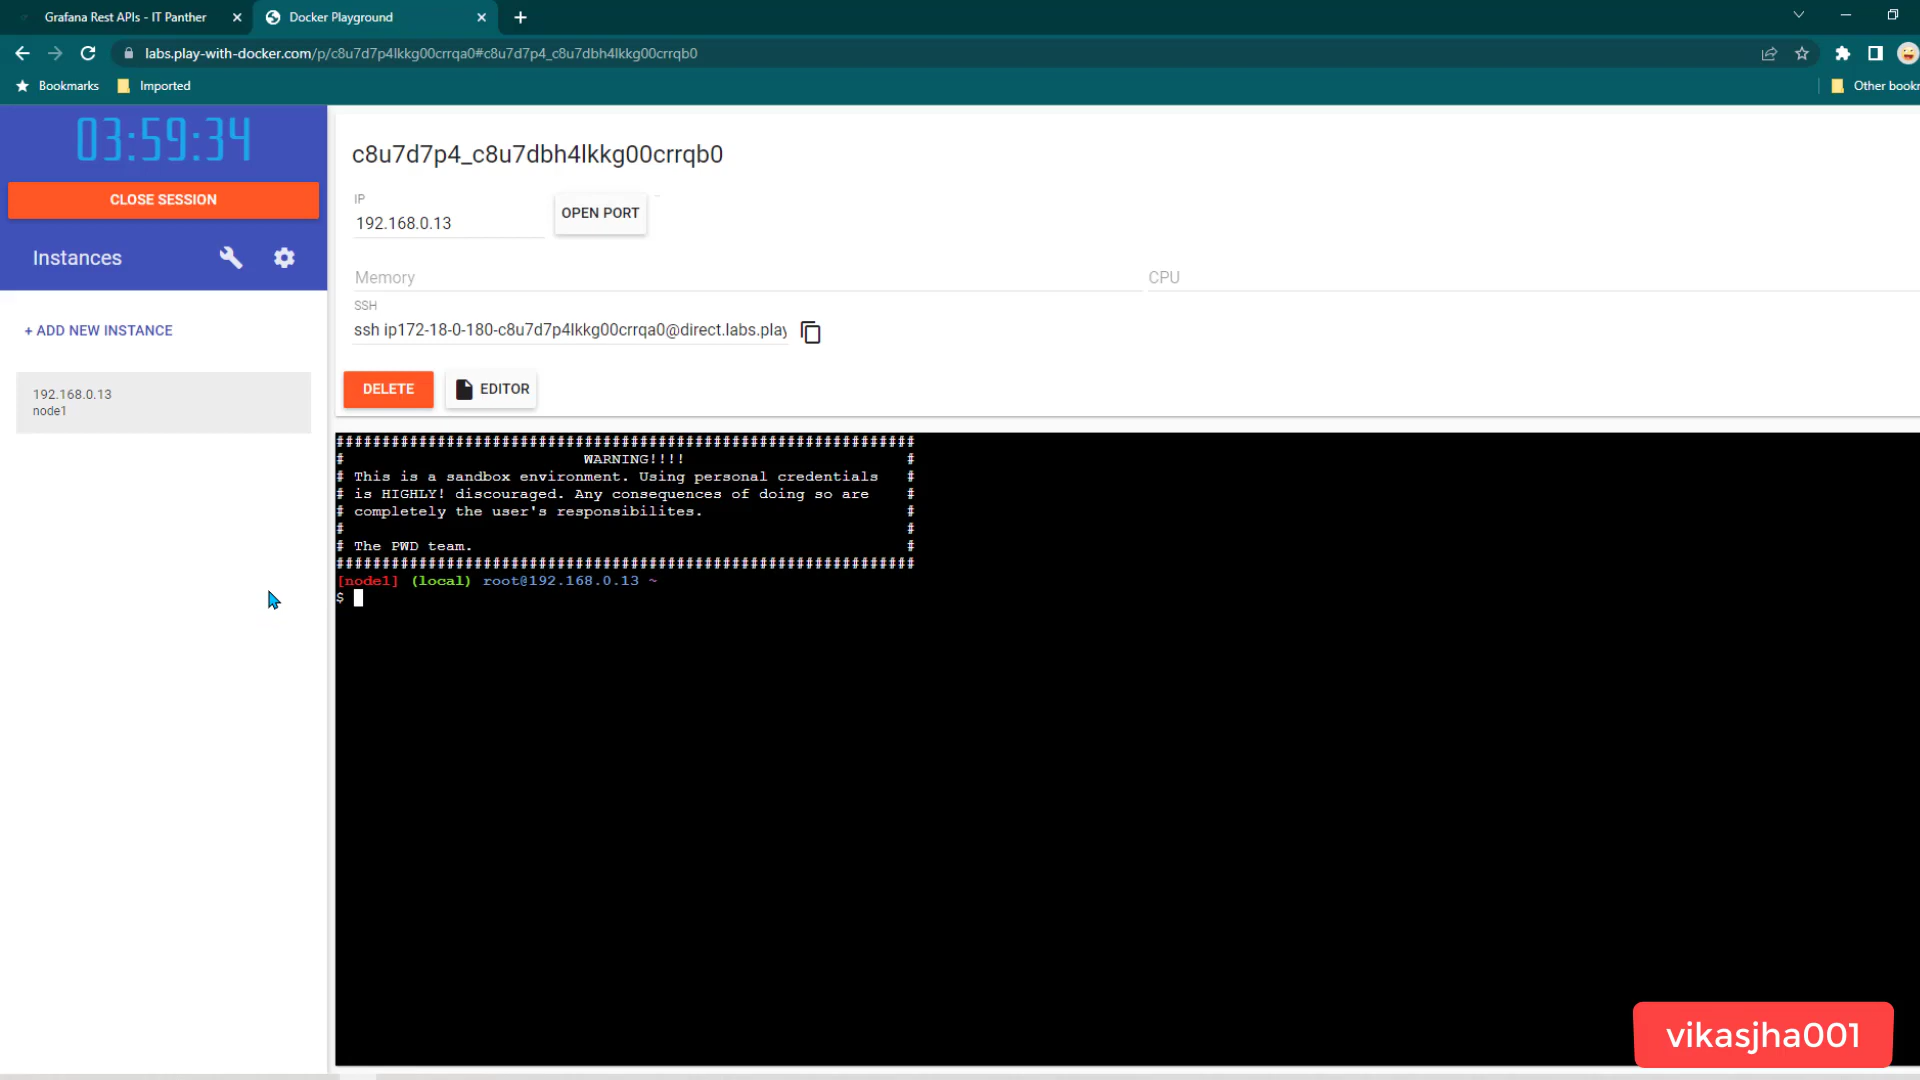 Grafana Rest APIs - IT Panther
Docker Playground
labs.play-with-docker.com/p/c8u7d7p4lkkg00crrqa0#c8u7d7p4_c8u7dbh4lkkg00crrqb0
Bookmarks
Imported
Other bookr
03:59:34
CLOSE SESSION
Instances
+ ADD NEW INSTANCE
192.168.0.13
node1
c8u7d7p4_c8u7dbh4lkkg00crrqb0
IP
192.168.0.13
OPEN PORT
Memory
CPU
SSH
ssh ip172-18-0-180-c8u7d7p4lkkg00crrqa0@direct.labs.play
DELETE
EDITOR
###############################################################
#                          WARNING!!!!                        #
# This is a sandbox environment. Using personal credentials   #
# is HIGHLY! discouraged. Any consequences of doing so are    #
# completely the user's responsibilites.                      #
#                                                             #
# The PWD team.                                               #
###############################################################
[node1] (local) root@192.168.0.13 ~
$
vikasjha001